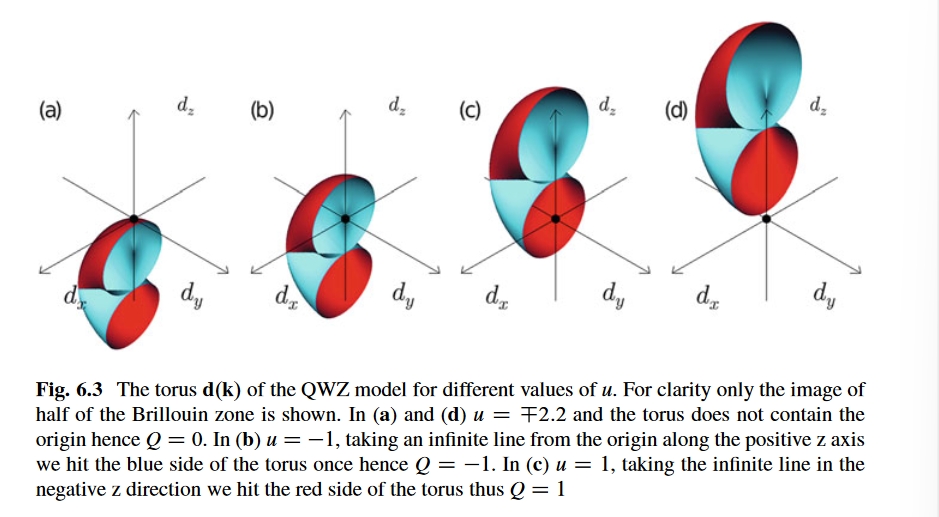 (a) d_z (b) d_z (c) d_z (d) d_z
d_x d_y d_x d_y d_x d_y d_x d_y
Fig. 6.3 The torus d(k) of the QWZ model for different values of u. For clarity only the image of
half of the Brillouin zone is shown. In (a) and (d) u = ∓2.2 and the torus does not contain the
origin hence Q = 0. In (b) u = −1, taking an infinite line from the origin along the positive z axis
we hit the blue side of the torus once hence Q = −1. In (c) u = 1, taking the infinite line in the
negative z direction we hit the red side of the torus thus Q = 1